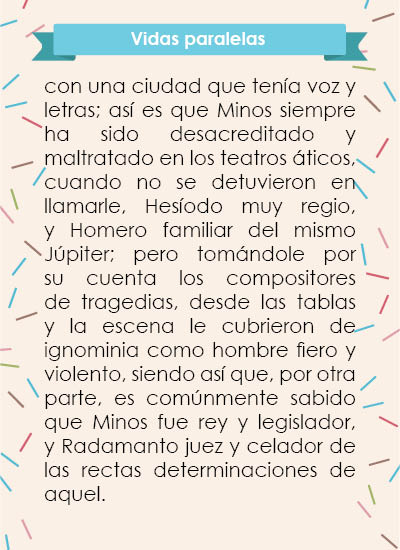 Vidas paralelas
con una ciudad que tenía voz y
letras; así es que Minos siempre
ha sido desacreditado y
maltratado en los teatros áticos,
cuando no se detuvieron en
llamarle, Hesíodo muy regio,
y Homero familiar del mismo
Júpiter; pero tomándole por
su cuenta los compositores
de tragedias, desde las tablas
y la escena le cubrieron de
ignominia como hombre fiero y
violento, siendo así que, por otra
parte, es comúnmente sabido
que Minos fue rey y legislador,
y Radamanto juez y celador de
las rectas determinaciones de
aquel.